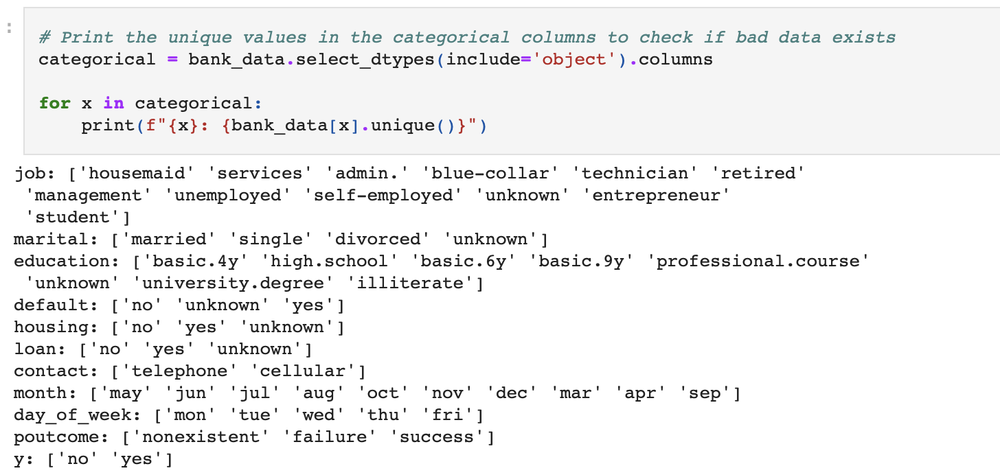 :
# Print the unique values in the categorical columns to check if bad data exists
categorical = bank_data.select_dtypes(include='object').columns
for x in categorical:
    print(f"{x}: {bank_data[x].unique()}")
job: ['housemaid' 'services' 'admin.' 'blue-collar' 'technician' 'retired'
 'management' 'unemployed' 'self-employed' 'unknown' 'entrepreneur'
 'student']
marital: ['married' 'single' 'divorced' 'unknown']
education: ['basic.4y' 'high.school' 'basic.6y' 'basic.9y' 'professional.course'
 'unknown' 'university.degree' 'illiterate']
default: ['no' 'unknown' 'yes']
housing: ['no' 'yes' 'unknown']
loan: ['no' 'yes' 'unknown']
contact: ['telephone' 'cellular']
month: ['may' 'jun' 'jul' 'aug' 'oct' 'nov' 'dec' 'mar' 'apr' 'sep']
day_of_week: ['mon' 'tue' 'wed' 'thu' 'fri']
poutcome: ['nonexistent' 'failure' 'success']
y: ['no' 'yes']